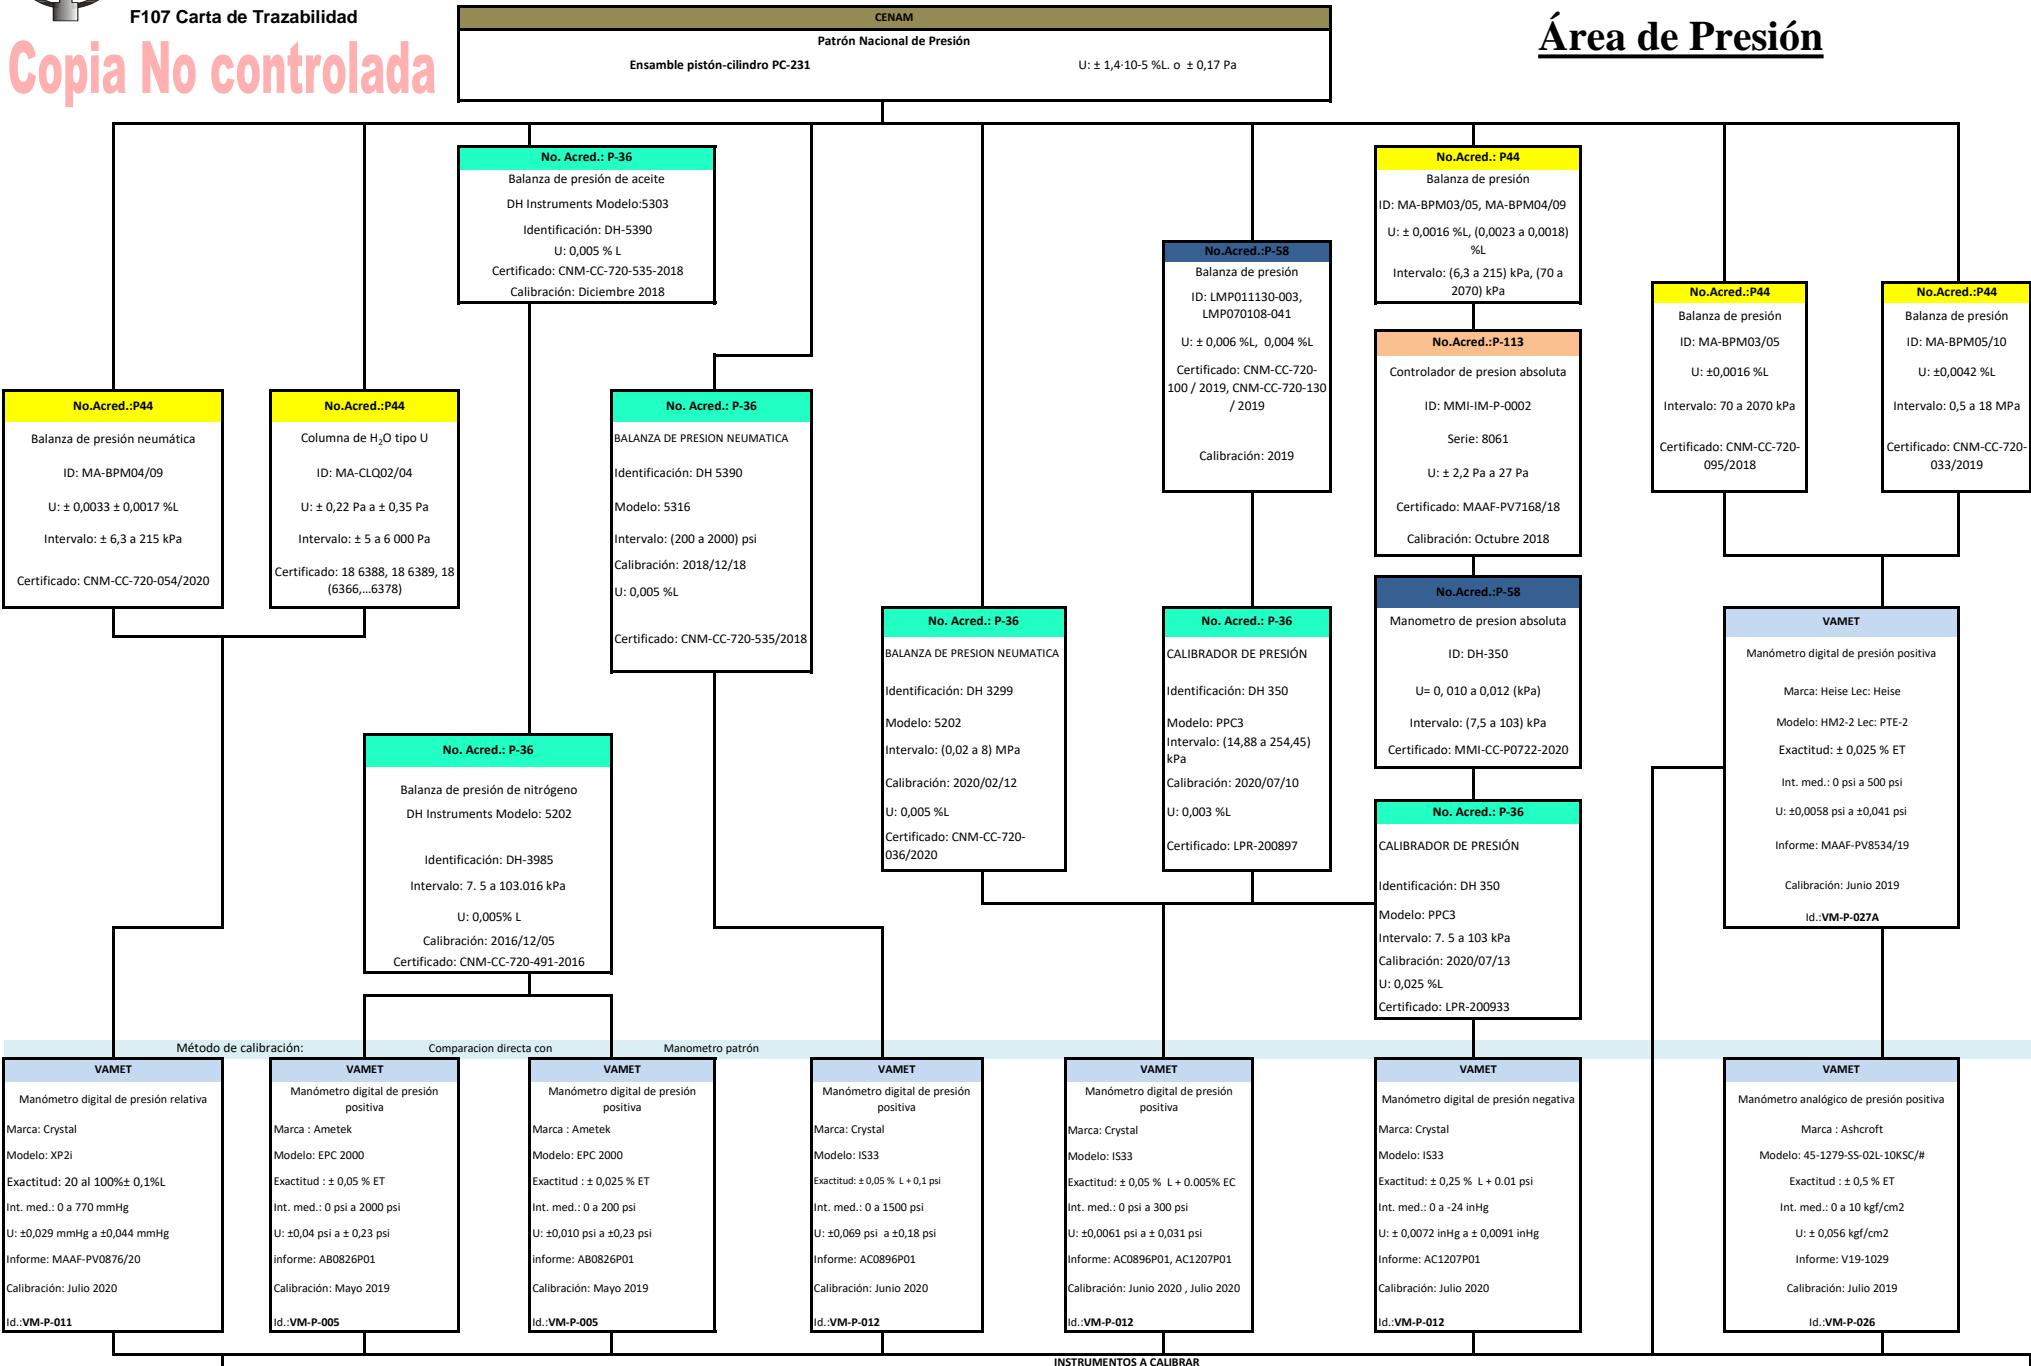 F107 Carta de Trazabilidad
Copia No controlada
CENAM
Patrón Nacional de Presión
Ensamble pistón-cilindro PC-231
U: ± 1,4·10-5 %L. o ± 0,17 Pa
Área de Presión
No. Acred.: P-36
Balanza de presión de aceite
DH Instruments Modelo:5303
Identificación: DH-5390
U: 0,005 % L
Certificado: CNM-CC-720-535-2018
Calibración: Diciembre 2018
No.Acred.: P44
Balanza de presión
ID: MA-BPM03/05, MA-BPM04/09
U: ± 0,0016 %L, (0,0023 a 0,0018)
%L
Intervalo: (6,3 a 215) kPa, (70 a
2070) kPa
No.Acred.:P-58
Balanza de presión
ID: LMP011130-003,
LMP070108-041
U: ± 0,006 %L,  0,004 %L
Certificado: CNM-CC-720-
100 / 2019, CNM-CC-720-130
/ 2019
Calibración: 2019
No.Acred.:P44
Balanza de presión
ID: MA-BPM03/05
U: ±0,0016 %L
Intervalo: 70 a 2070 kPa
Certificado: CNM-CC-720-
095/2018
No.Acred.:P44
Balanza de presión
ID: MA-BPM05/10
U: ±0,0042 %L
Intervalo: 0,5 a 18 MPa
Certificado: CNM-CC-720-
033/2019
No.Acred.:P-113
Controlador de presion absoluta
ID: MMI-IM-P-0002
Serie: 8061
U: ± 2,2 Pa a 27 Pa
Certificado: MAAF-PV7168/18
Calibración: Octubre 2018
No.Acred.:P44
Balanza de presión neumática
ID: MA-BPM04/09
U: ± 0,0033 ± 0,0017 %L
Intervalo: ± 6,3 a 215 kPa
Certificado: CNM-CC-720-054/2020
No.Acred.:P44
Columna de H₂O tipo U
ID: MA-CLQ02/04
U: ± 0,22 Pa a ± 0,35 Pa
Intervalo: ± 5 a 6 000 Pa
Certificado: 18 6388, 18 6389, 18
(6366,…6378)
No. Acred.: P-36
BALANZA DE PRESION NEUMATICA
Identificación: DH 5390
Modelo: 5316
Intervalo: (200 a 2000) psi
Calibración: 2018/12/18
U: 0,005 %L
Certificado: CNM-CC-720-535/2018
No. Acred.: P-36
BALANZA DE PRESION NEUMATICA
Identificación: DH 3299
Modelo: 5202
Intervalo: (0,02 a 8) MPa
Calibración: 2020/02/12
U: 0,005 %L
Certificado: CNM-CC-720-
036/2020
No. Acred.: P-36
CALIBRADOR DE PRESIÓN
Identificación: DH 350
Modelo: PPC3
Intervalo: (14,88 a 254,45)
kPa
Calibración: 2020/07/10
U: 0,003 %L
Certificado: LPR-200897
No.Acred.:P-58
Manometro de presion absoluta
ID: DH-350
U= 0, 010 a 0,012 (kPa)
Intervalo: (7,5 a 103) kPa
Certificado: MMI-CC-P0722-2020
VAMET
Manómetro digital de presión positiva
Marca: Heise Lec: Heise
Modelo: HM2-2 Lec: PTE-2
Exactitud: ± 0,025 % ET
Int. med.: 0 psi a 500 psi
U: ±0,0058 psi a ±0,041 psi
Informe: MAAF-PV8534/19
Calibración: Junio 2019
Id.:VM-P-027A
No. Acred.: P-36
Balanza de presión de nitrógeno
DH Instruments Modelo: 5202
Identificación: DH-3985
Intervalo: 7. 5 a 103.016 kPa
U: 0,005% L
Calibración: 2016/12/05
Certificado: CNM-CC-720-491-2016
No. Acred.: P-36
CALIBRADOR DE PRESIÓN
Identificación: DH 350
Modelo: PPC3
Intervalo: 7. 5 a 103 kPa
Calibración: 2020/07/13
U: 0,025 %L
Certificado: LPR-200933
Método de calibración:
Comparacion directa con
Manometro patrón
VAMET
Manómetro digital de presión relativa
Marca: Crystal
Modelo: XP2i
Exactitud: 20 al 100%± 0,1%L
Int. med.: 0 a 770 mmHg
U: ±0,029 mmHg a ±0,044 mmHg
Informe: MAAF-PV0876/20
Calibración: Julio 2020
Id.:VM-P-011
VAMET
Manómetro digital de presión
positiva
Marca : Ametek
Modelo: EPC 2000
Exactitud : ± 0,05 % ET
Int. med.: 0 psi a 2000 psi
U: ±0,04 psi a ± 0,23 psi
informe: AB0826P01
Calibración: Mayo 2019
Id.:VM-P-005
VAMET
Manómetro digital de presión
positiva
Marca : Ametek
Modelo: EPC 2000
Exactitud : ± 0,025 % ET
Int. med.: 0 a 200 psi
U: ±0,010 psi a ±0,23 psi
informe: AB0826P01
Calibración: Mayo 2019
Id.:VM-P-005
VAMET
Manómetro digital de presión
positiva
Marca: Crystal
Modelo: IS33
Exactitud: ± 0,05 %  L + 0,1 psi
Int. med.: 0 a 1500 psi
U: ±0,069 psi  a ±0,18 psi
Informe: AC0896P01
Calibración: Junio 2020
Id.:VM-P-012
VAMET
Manómetro digital de presión
positiva
Marca: Crystal
Modelo: IS33
Exactitud: ± 0,05 %  L + 0.005% EC
Int. med.: 0 psi a 300 psi
U: ±0,0061 psi a ± 0,031 psi
Informe: AC0896P01, AC1207P01
Calibración: Junio 2020 , Julio 2020
Id.:VM-P-012
VAMET
Manómetro digital de presión negativa
Marca: Crystal
Modelo: IS33
Exactitud: ± 0,25 %  L + 0.01 psi
Int. med.: 0 a -24 inHg
U: ± 0,0072 inHg a ± 0,0091 inHg
Informe: AC1207P01
Calibración: Julio 2020
Id.:VM-P-012
VAMET
Manómetro analógico de presión positiva
Marca : Ashcroft
Modelo: 45-1279-SS-02L-10KSC/#
Exactitud : ± 0,5 % ET
Int. med.: 0 a 10 kgf/cm2
U: ± 0,056 kgf/cm2
Informe: V19-1029
Calibración: Julio 2019
Id.:VM-P-026
INSTRUMENTOS A CALIBRAR